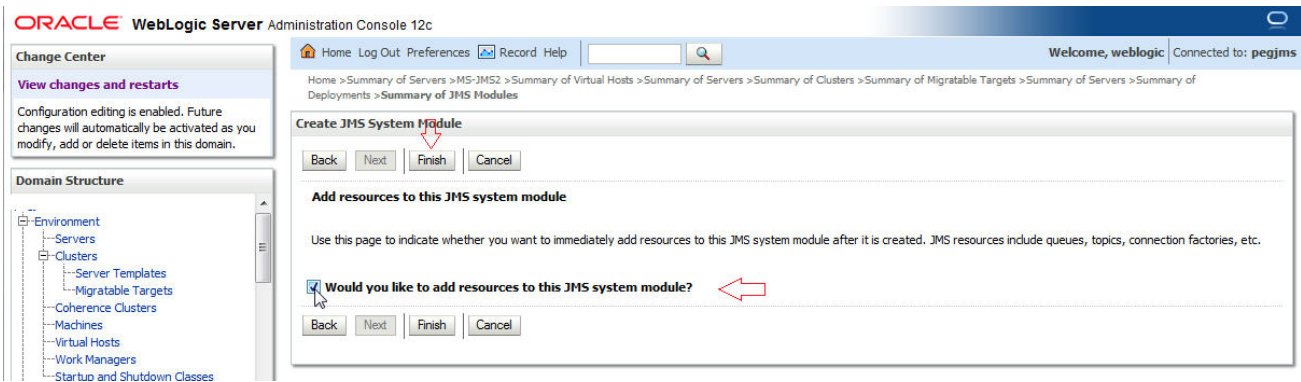 ORACLE WebLogic Server Administration Console 12c
Change Center
View changes and restarts
Configuration editing is enabled. Future
changes will automatically be activated as you
modify, add or delete items in this domain.
Domain Structure
Environment
Servers
Clusters
Server Templates
Migratable Targets
Coherence Clusters
Machines
Virtual Hosts
Work Managers
Startup and Shutdown Classes
Home Log Out Preferences Record Help
Welcome, weblogic Connected to: pegjms
Home >Summary of Servers >MS-JMS2 >Summary of Virtual Hosts >Summary of Servers >Summary of Clusters >Summary of Migratable Targets >Summary of Servers >Summary of
Deployments >Summary of JMS Modules
Create JMS System Module
Back Next Finish Cancel
Add resources to this JMS system module
Use this page to indicate whether you want to immediately add resources to this JMS system module after it is created. JMS resources include queues, topics, connection factories, etc.
Would you like to add resources to this JMS system module?
Back Next Finish Cancel